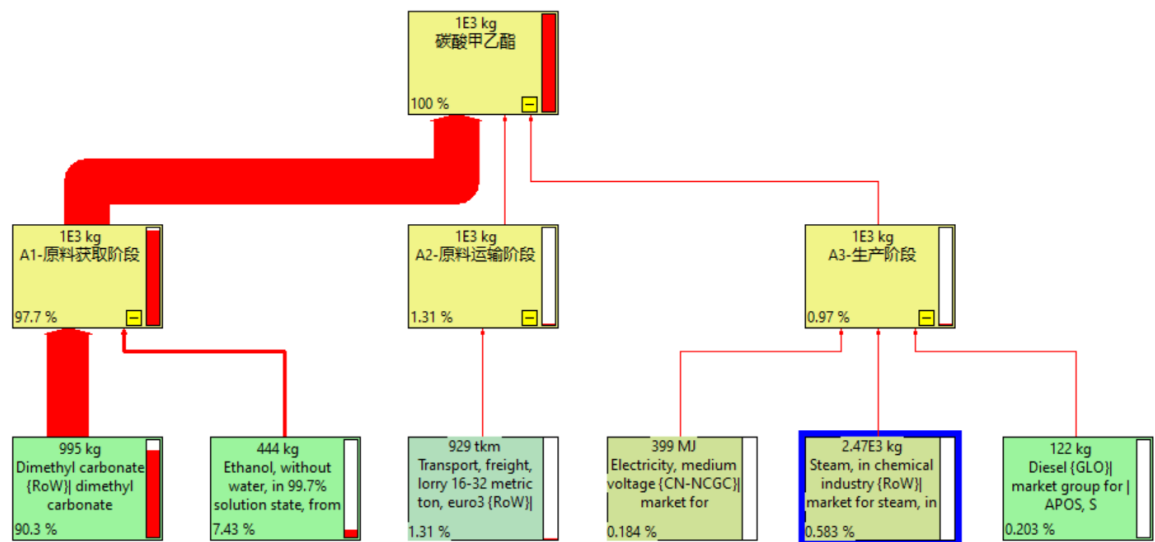 1E3 kg
碳酸甲乙酯
100 %
1E3 kg
A1-原料获取阶段
97.7 %
1E3 kg
A2-原料运输阶段
1.31 %
1E3 kg
A3-生产阶段
0.97 %
995 kg
Dimethyl carbonate
{RoW}| dimethyl
carbonate
90.3 %
444 kg
Ethanol, without
water, in 99.7%
solution state, from
7.43 %
929 tkm
Transport, freight,
lorry 16-32 metric
ton, euro3 {RoW}|
1.31 %
399 MJ
Electricity, medium
voltage {CN-NCGC}|
market for
0.184 %
2.47E3 kg
Steam, in chemical
industry {RoW}|
market for steam, in
0.583 %
122 kg
Diesel {GLO}|
market group for |
APOS, S
0.203 %